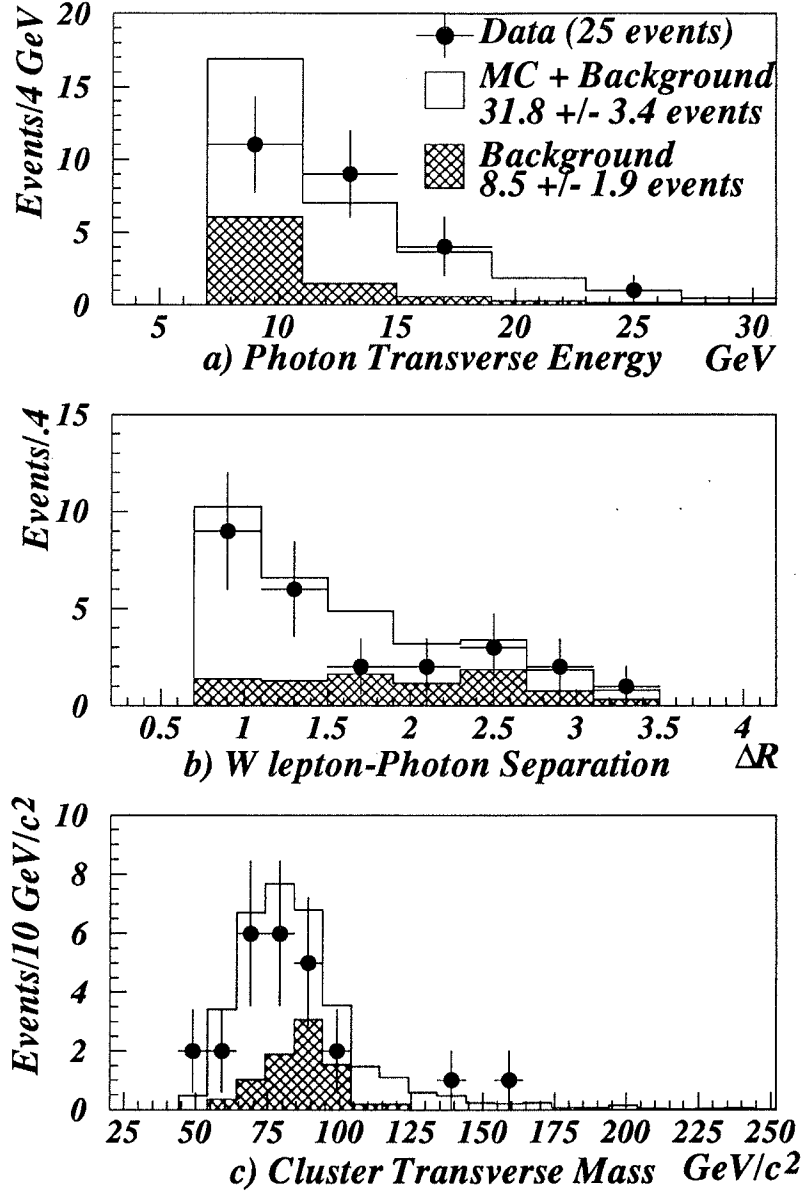 Events/4 GeV
20
15
10
5
0
Data (25 events)
MC + Background
31.8 +/- 3.4 events
Background
8.5 +/- 1.9 events
5 10 15 20 25 30
a) Photon Transverse Energy GeV
Events/.4
15
10
5
0
0.5 1 1.5 2 2.5 3 3.5 4
b) W lepton-Photon Separation ΔR
Events/10 GeV/c2
10
8
6
4
2
0
25 50 75 100 125 150 175 200 225 250
c) Cluster Transverse Mass GeV/c2